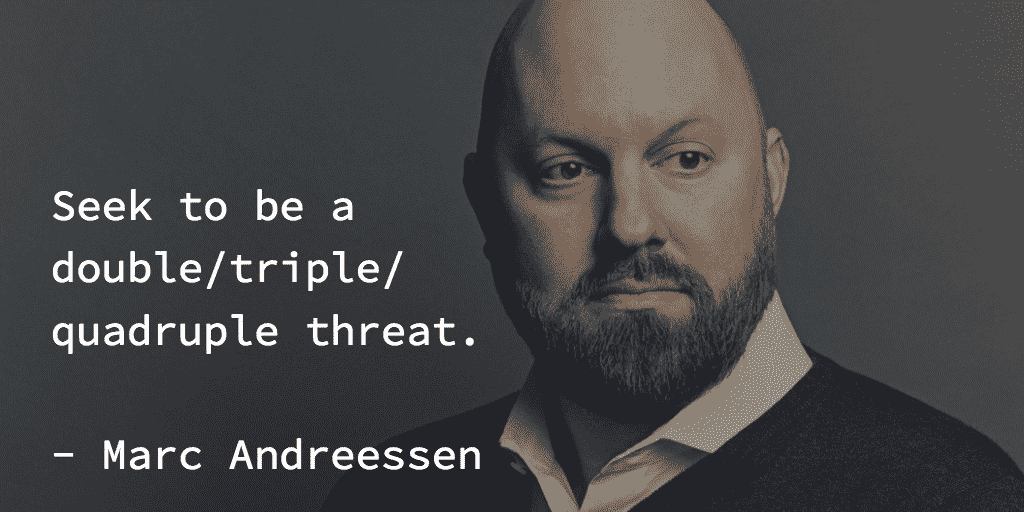 Seek to be a
double/triple/
quadruple threat.
- Marc Andreessen